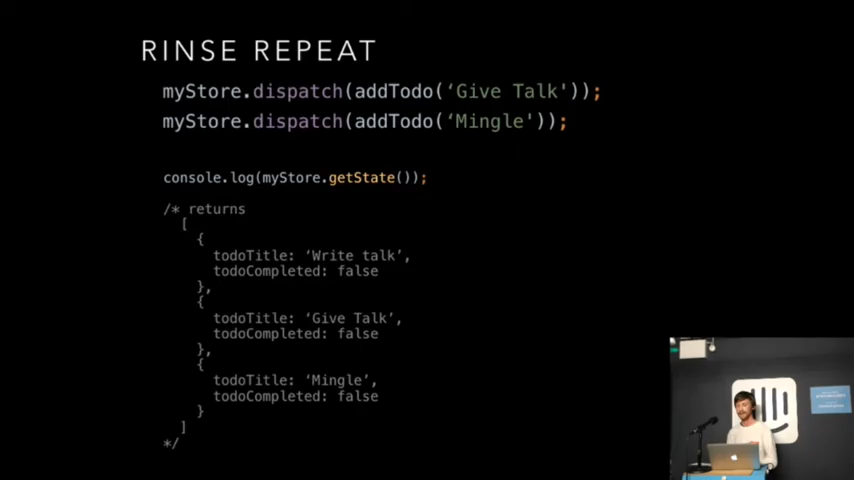 RINSE REPEAT
myStore.dispatch(addTodo(‘Give Talk'));
myStore.dispatch(addTodo(‘Mingle'));
console.log(myStore.getState());
/* returns
[
{
todoTitle: ‘Write talk’,
todoCompleted: false
},
{
todoTitle: ‘Give Talk’,
todoCompleted: false
},
{
todoTitle: ‘Mingle’,
todoCompleted: false
}
]
*/